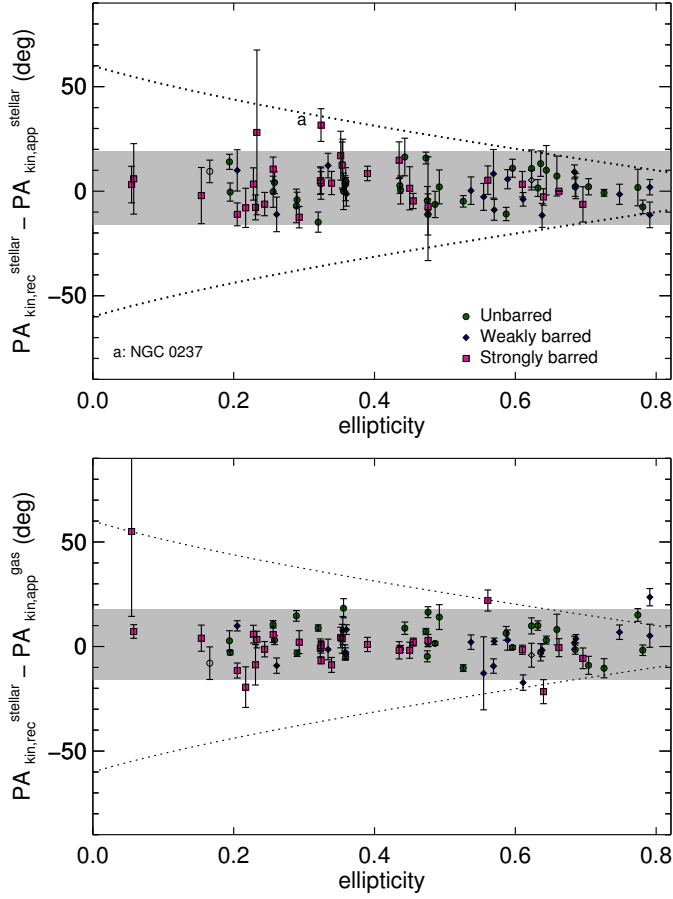 PA kin,rec stellar − PA kin,app stellar (deg)
50
0
−50
a
Unbarred
Weakly barred
Strongly barred
a: NGC 0237
0.0 0.2 0.4 0.6 0.8
ellipticity
PA kin,rec stellar − PA kin,app gas (deg)
50
0
−50
0.0 0.2 0.4 0.6 0.8
ellipticity